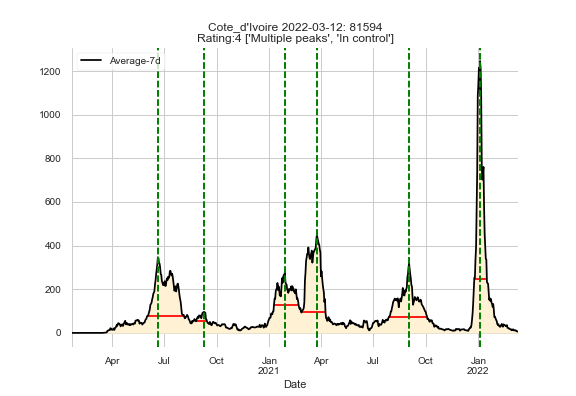 Cote_d'Ivoire 2022-03-12: 81594
Rating:4 ['Multiple peaks', 'In control']
Average-7d
1200
1000
800
600
400
200
0
Apr Jul Oct Jan Apr Jul Oct Jan
2021 2022
Date